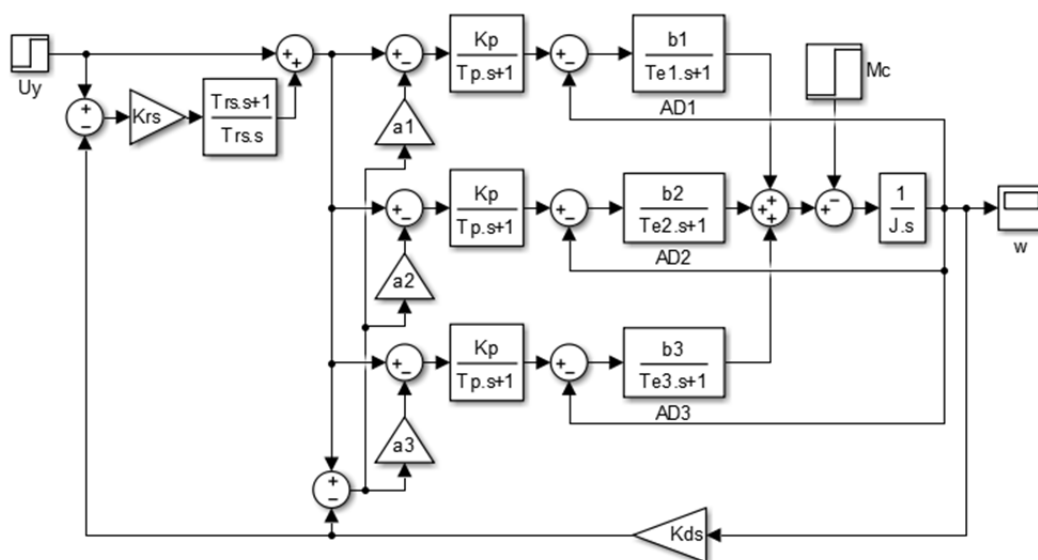 Uy
+
-
Krs
Trs.s+1
Trs.s
+
+
+
-
a1
Kp
Tp.s+1
+
-
b1
Te1.s+1
AD1
Mc
+
-
a2
Kp
Tp.s+1
+
-
b2
Te2.s+1
AD2
+
+
+
+
-
1
J.s
w
+
-
a3
Kp
Tp.s+1
+
-
b3
Te3.s+1
AD3
+
-
Kds